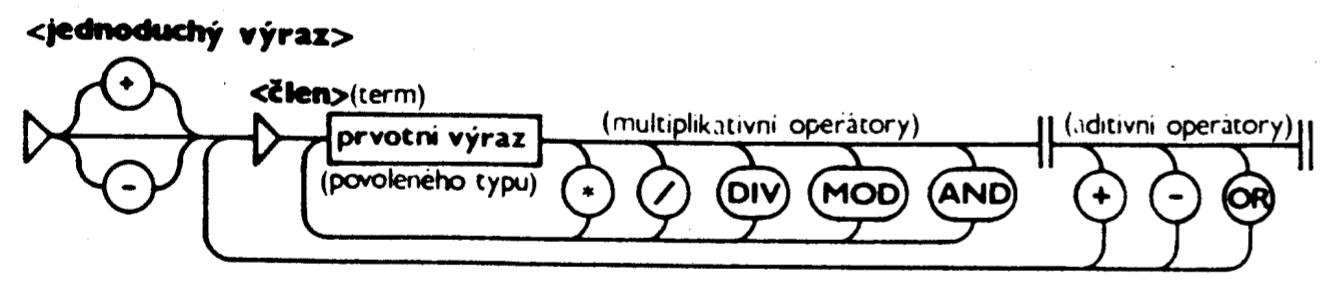 <jednoduchý výraz>
+
<člen>(term)
(multiplikativní operátory)
(aditivní operátory)
prvotní výraz
(povoleného typu)
-
*
/
DIV
MOD
AND
+
-
OR